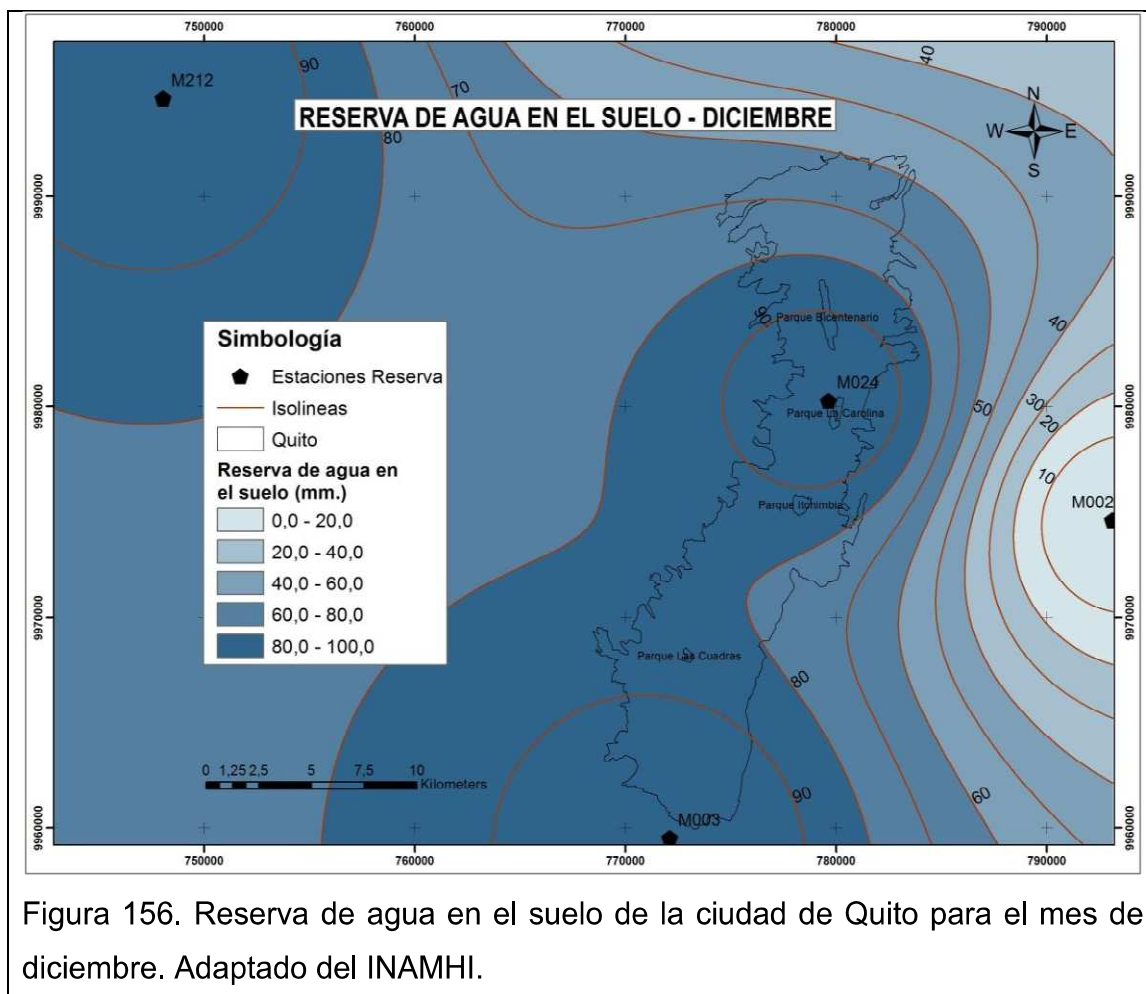 750000 760000 770000 780000 790000
M212
90
70
80
40
RESERVA DE AGUA EN EL SUELO - DICIEMBRE
N
W E
S
9990000 9990000
Simbología
Estaciones Reserva
Isolineas
Quito
Reserva de agua en
el suelo (mm.)
0,0 - 20,0
20,0 - 40,0
40,0 - 60,0
60,0 - 80,0
80,0 - 100,0
90
Parque Bicentenario
40
M024
Parque La Carolina
9980000 9980000
50
30
20
10
M002
Parque Itchimbia
9970000 9970000
Parque Las Cuadras
80
0 1,25 2,5 5 7,5 10
Kilometers
90
60
M003
9960000 9960000
750000 760000 770000 780000 790000
Figura 156. Reserva de agua en el suelo de la ciudad de Quito para el mes de
diciembre. Adaptado del INAMHI.